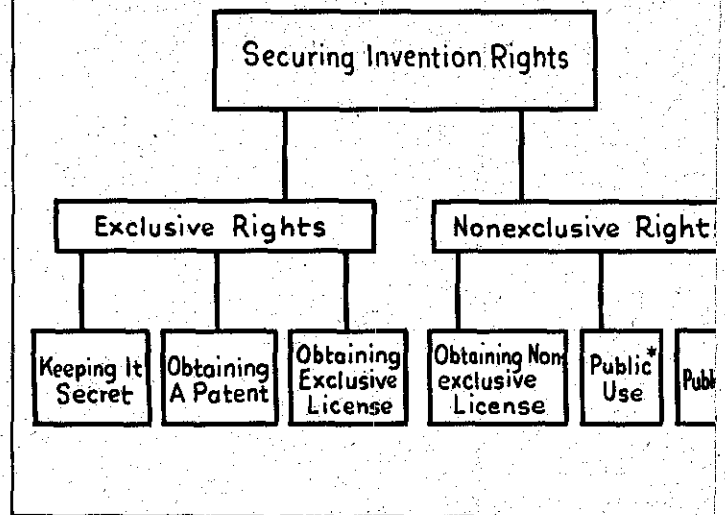 Securing Invention Rights
Exclusive Rights
Nonexclusive Right
Keeping It
Secret
Obtaining
A Patent
Obtaining
Exclusive
License
Obtaining Non
exclusive
License
Public*
Use